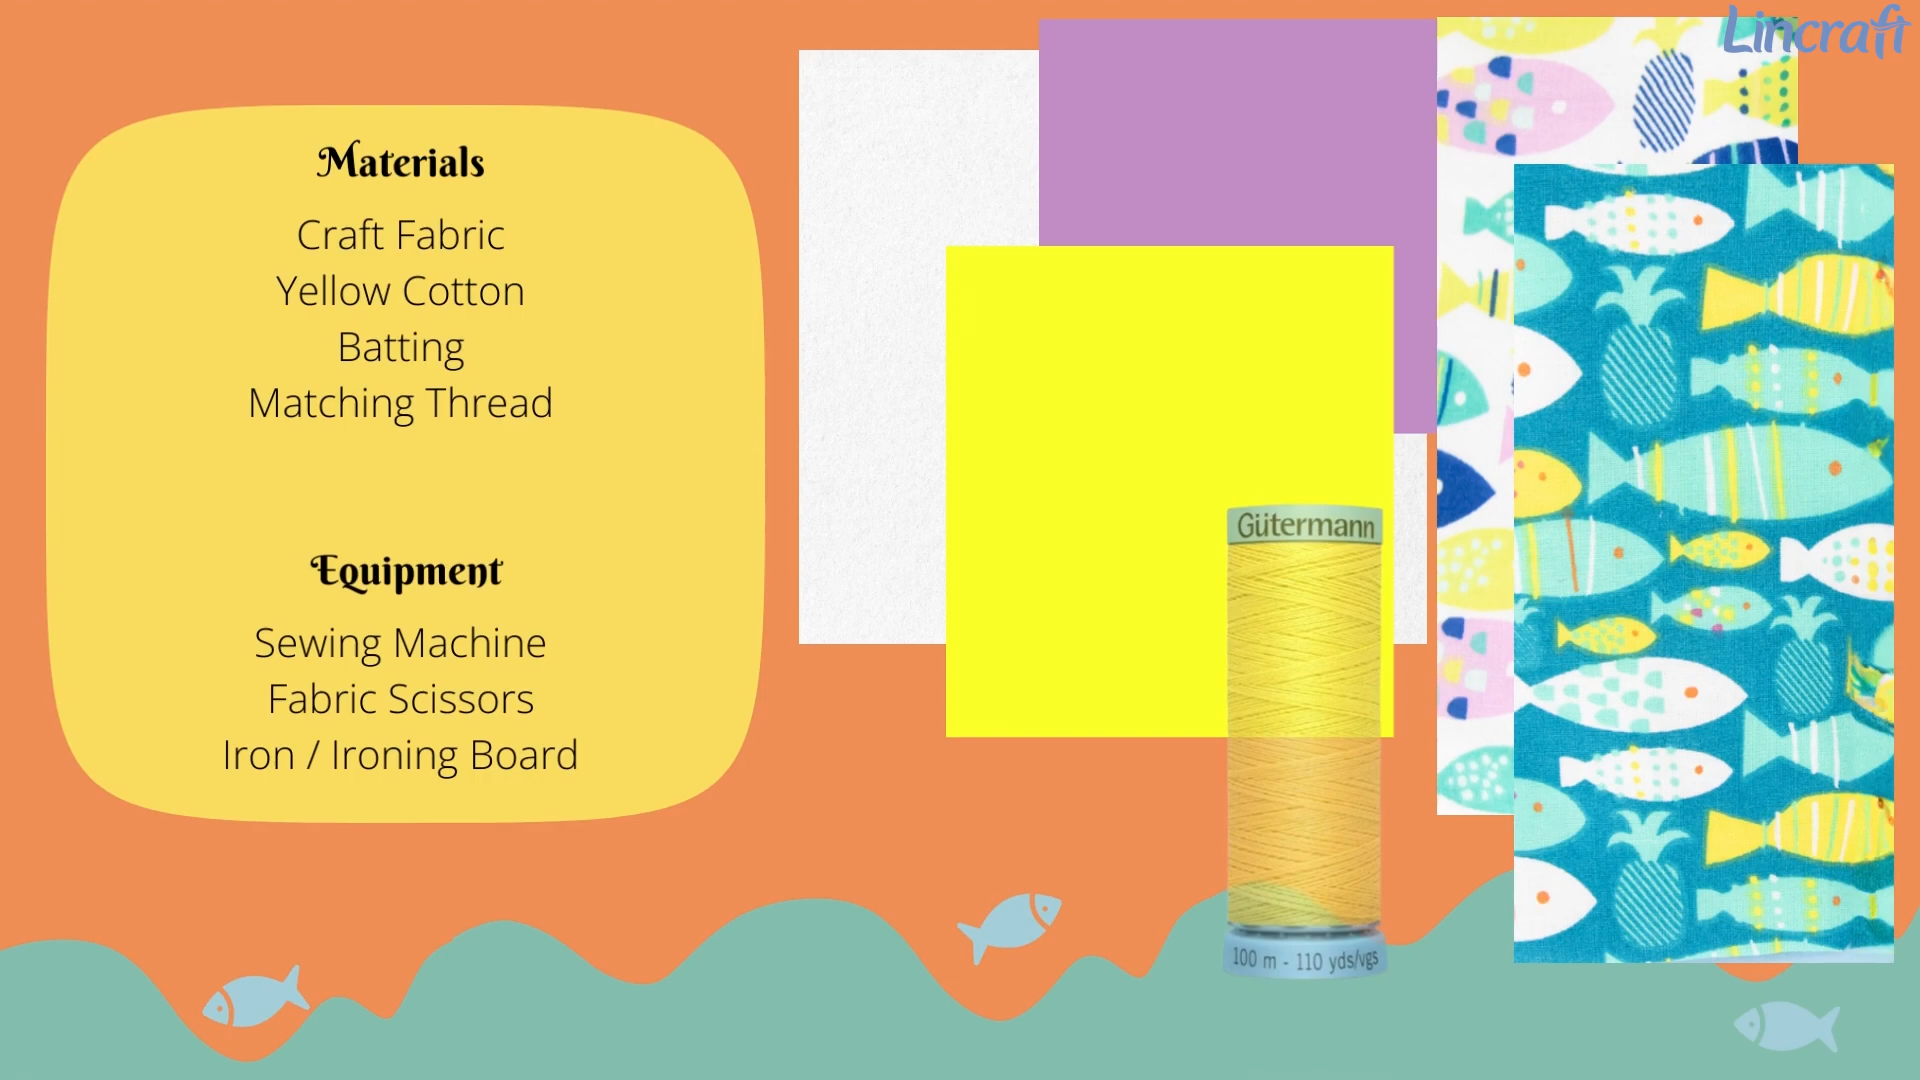 Lincraft
Materials
Craft Fabric
Yellow Cotton
Batting
Matching Thread
Equipment
Sewing Machine
Fabric Scissors
Iron / Ironing Board
Gütermann
100 m - 110 yds/vgs